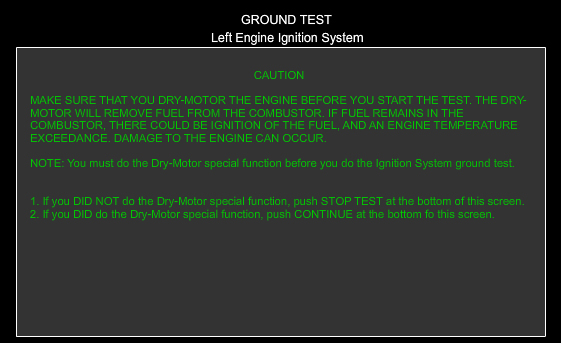 GROUND TEST
Left Engine Ignition System
CAUTION
MAKE SURE THAT YOU DRY-MOTOR THE ENGINE BEFORE YOU START THE TEST. THE DRY-
MOTOR WILL REMOVE FUEL FROM THE COMBUSTOR. IF FUEL REMAINS IN THE
COMBUSTOR, THERE COULD BE IGNITION OF THE FUEL, AND AN ENGINE TEMPERATURE
EXCEEDANCE. DAMAGE TO THE ENGINE CAN OCCUR.
NOTE: You must do the Dry-Motor special function before you do the Ignition System ground test.
1. If you DID NOT do the Dry-Motor special function, push STOP TEST at the bottom of this screen.
2. If you DID do the Dry-Motor special function, push CONTINUE at the bottom fo this screen.